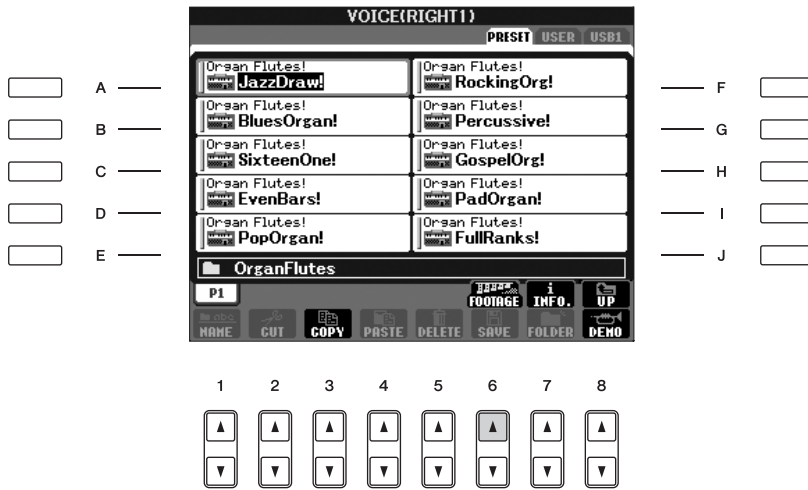 VOICE(RIGHT1)
PRESET USER USB1
Organ Flutes!
JazzDraw!
Organ Flutes!
RockingOrg!
Organ Flutes!
BluesOrgan!
Organ Flutes!
Percussive!
Organ Flutes!
SixteenOne!
Organ Flutes!
GospelOrg!
Organ Flutes!
EvenBars!
Organ Flutes!
PadOrgan!
Organ Flutes!
PopOrgan!
Organ Flutes!
FullRanks!
A
B
C
D
E
F
G
H
I
J
OrganFlutes
P1
FOOTAGE INFO. UP
NAME CUT COPY PASTE DELETE SAVE FOLDER DEMO
1 2 3 4 5 6 7 8